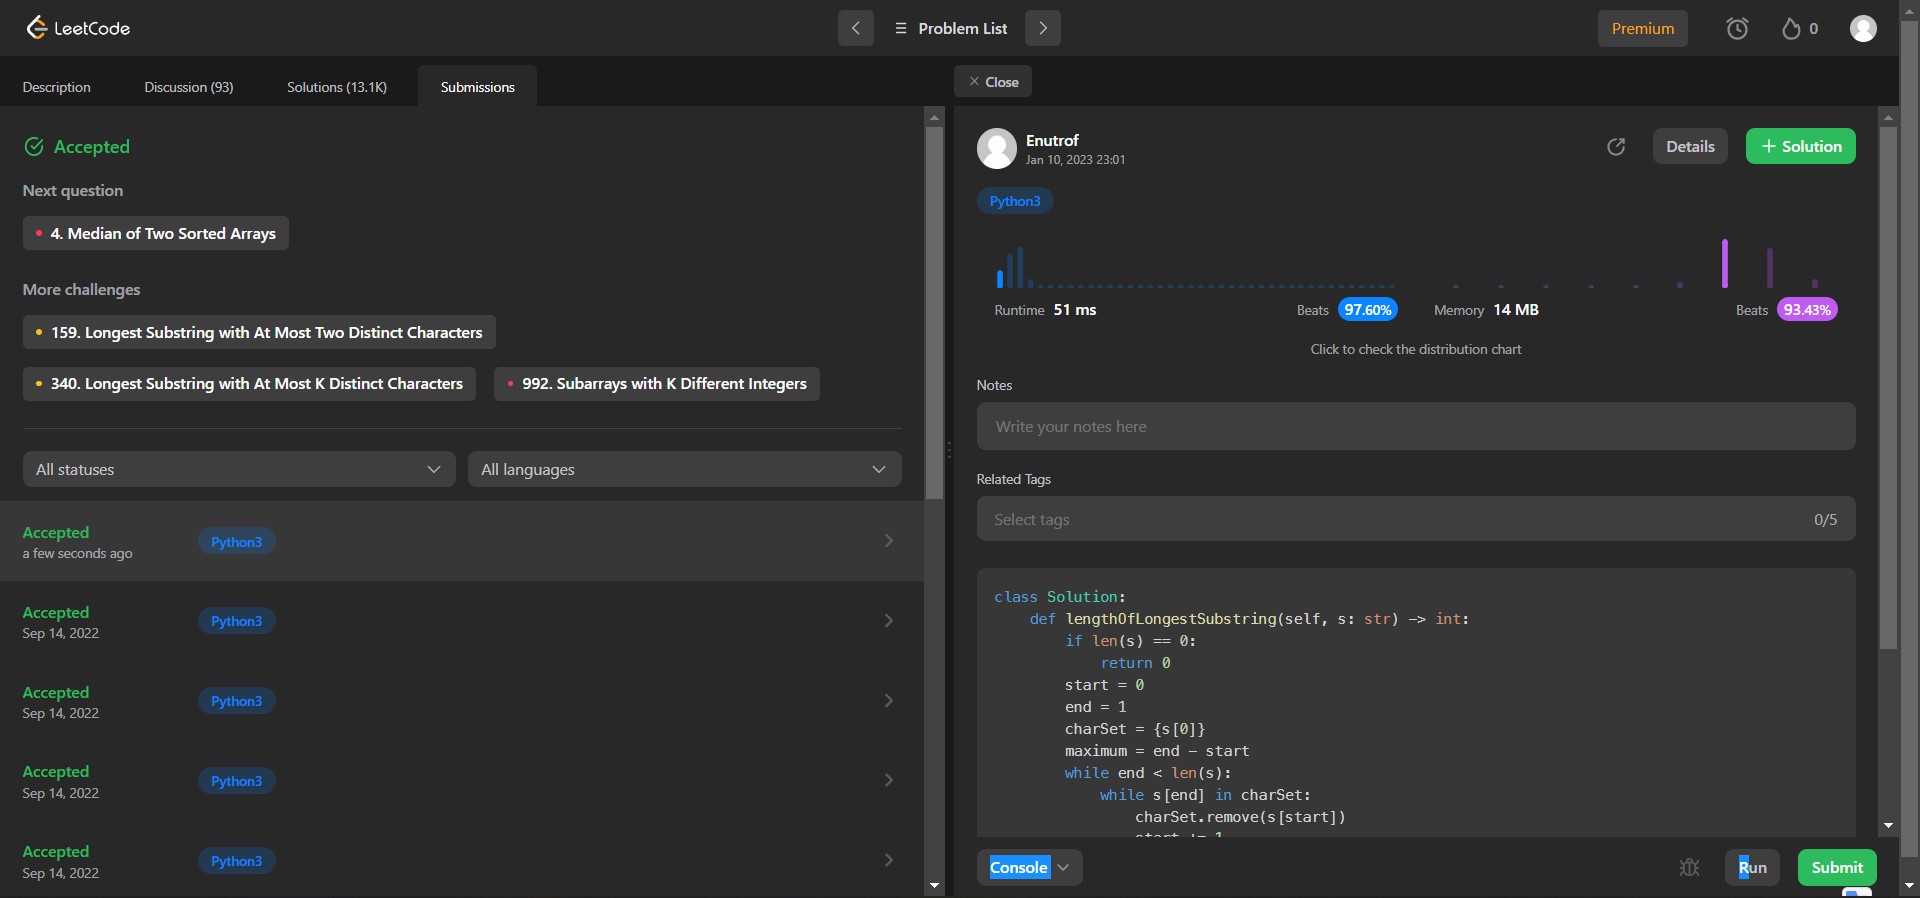 LeetCode
Problem List
Premium
0
Description
Discussion (93)
Solutions (13.1K)
Submissions
Accepted
Next question
4. Median of Two Sorted Arrays
More challenges
159. Longest Substring with At Most Two Distinct Characters
340. Longest Substring with At Most K Distinct Characters
992. Subarrays with K Different Integers
All statuses
All languages
Accepted
a few seconds ago
Python3
Accepted
Sep 14, 2022
Python3
Accepted
Sep 14, 2022
Python3
Accepted
Sep 14, 2022
Python3
Accepted
Sep 14, 2022
Python3
Close
Enutrof
Jan 10, 2023 23:01
Details
+ Solution
Python3
Runtime 51 ms
Beats 97.60%
Memory 14 MB
Beats 93.43%
Click to check the distribution chart
Notes
Write your notes here
Related Tags
Select tags
0/5
class Solution:
    def lengthOfLongestSubstring(self, s: str) -> int:
        if len(s) == 0:
            return 0
        start = 0
        end = 1
        charSet = {s[0]}
        maximum = end - start
        while end < len(s):
            while s[end] in charSet:
                charSet.remove(s[start])
                start += 1
Console
Run
Submit